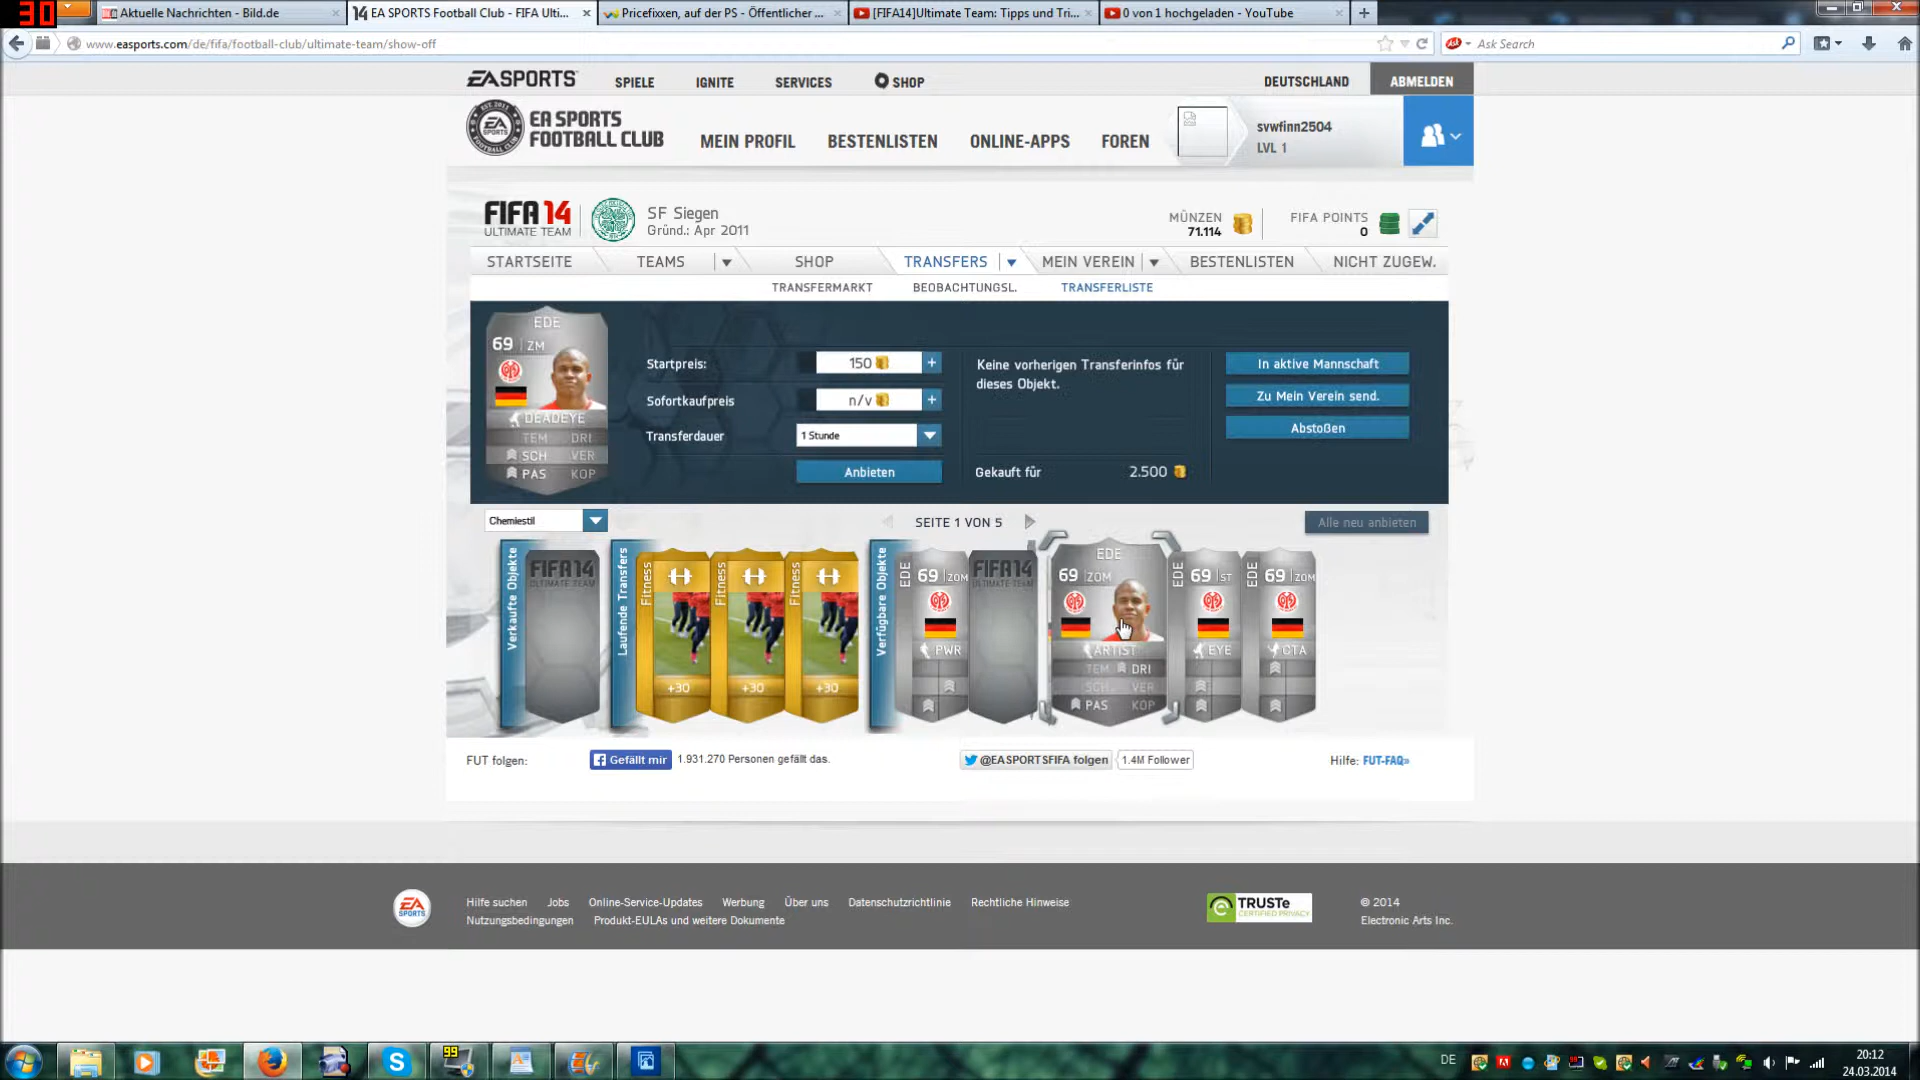 30
Aktuelle Nachrichten - Bild.de
14 EA SPORTS Football Club - FIFA Ulti...
Pricefixxen, auf der PS - Öffentlicher ...
[FIFA14]Ultimate Team: Tipps und Tri...
0 von 1 hochgeladen - YouTube
www.easports.com/de/fifa/football-club/ultimate-team/show-off
Ask Search
EA SPORTS
SPIELE
IGNITE
SERVICES
SHOP
DEUTSCHLAND
ABMELDEN
EA SPORTS
FOOTBALL CLUB
MEIN PROFIL
BESTENLISTEN
ONLINE-APPS
FOREN
svwfinn2504
LVL 1
FIFA 14
ULTIMATE TEAM
SF Siegen
Gründ.: Apr 2011
MÜNZEN
71.114
FIFA POINTS
0
STARTSEITE
TEAMS
SHOP
TRANSFERS
MEIN VEREIN
BESTENLISTEN
NICHT ZUGEW.
TRANSFERMARKT
BEOBACHTUNGSL.
TRANSFERLISTE
EDE
69 ZM
DEADEYE
TEM DRI
SCH VER
PAS KOP
Startpreis:
150
Sofortkaufpreis
n/v
Transferdauer
1 Stunde
Anbieten
Keine vorherigen Transferinfos für
dieses Objekt.
Gekauft für 2.500
In aktive Mannschaft
Zu Mein Verein send.
Abstoßen
Chemiestil
SEITE 1 VON 5
Alle neu anbieten
Verkaufte Objekte
FIFA14
ULTIMATE TEAM
Laufende Transfers
Fitness
+30
Fitness
+30
Fitness
+30
Verfügbare Objekte
EDE
69 ZOM
PWR
FIFA14
ULTIMATE TEAM
EDE
69 ZOM
ARTIST
TEM DRI
SCH VER
PAS KOP
EDE
69 ST
EYE
EDE
69 ZOM
CTA
FUT folgen:
Gefällt mir
1.931.270 Personen gefällt das.
@EASPORTSFIFA folgen
1.4M Follower
Hilfe: FUT-FAQ»
EA SPORTS
Hilfe suchen
Jobs
Online-Service-Updates
Werbung
Über uns
Datenschutzrichtlinie
Rechtliche Hinweise
Nutzungsbedingungen
Produkt-EULAs und weitere Dokumente
TRUSTe
CERTIFIED PRIVACY
© 2014
Electronic Arts Inc.
99
DE
20:12
24.03.2014